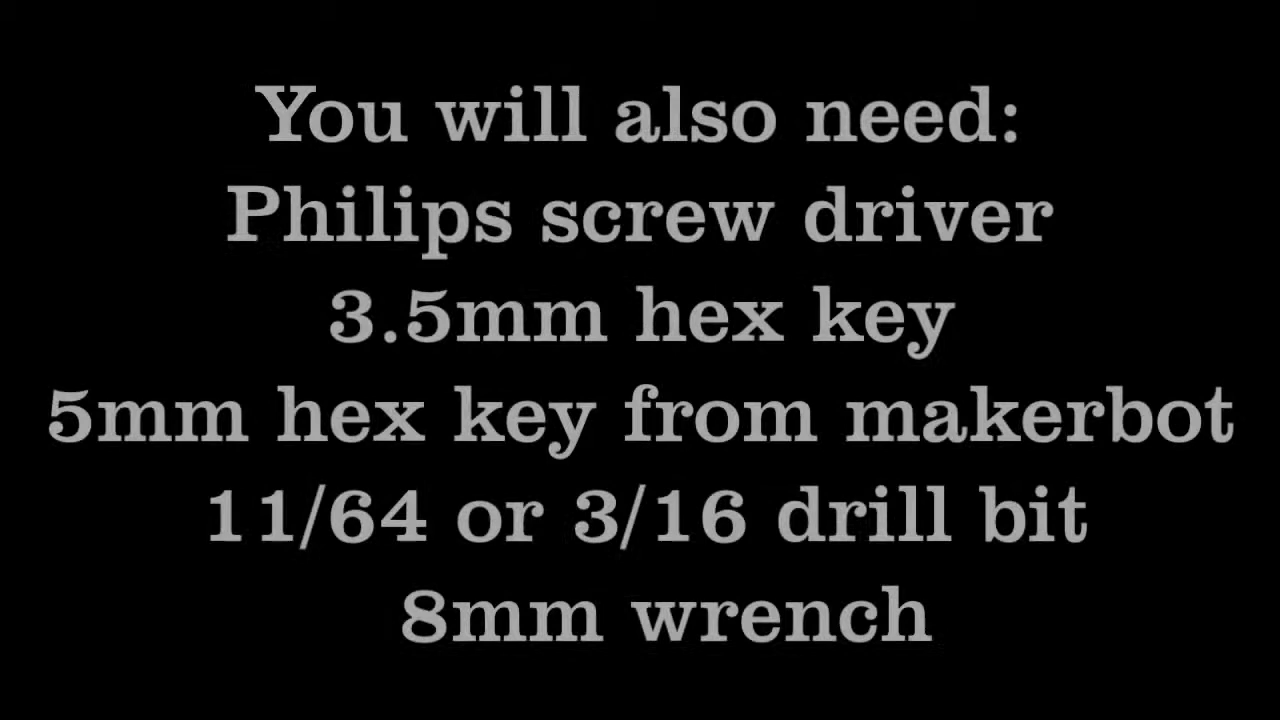 You will also need:
Philips screw driver
3.5mm hex key
5mm hex key from makerbot
11/64 or 3/16 drill bit
8mm wrench